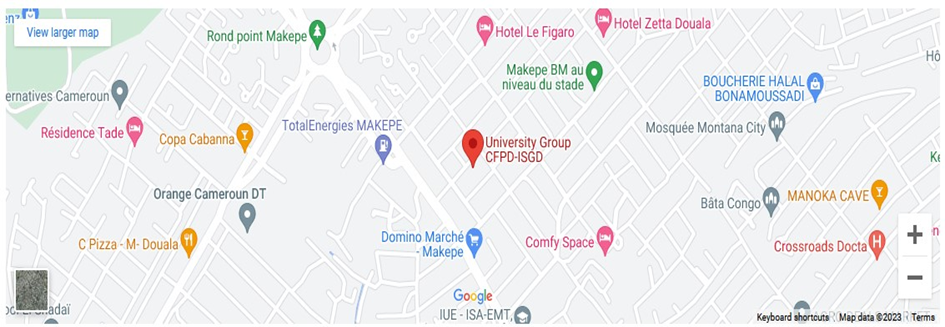 View larger map
Rond point Makepe
Hotel Le Figaro
Hotel Zetta Douala
Makepe BM au
niveau du stade
BOUCHERIE HALAL
BONAMOUSSADI
ernatives Cameroun
Résidence Tade
Copa Cabanna
TotalEnergies MAKEPE
University Group
CFPD-ISGD
Mosquée Montana City
Orange Cameroun DT
Bâta Congo
MANOKA CAVE
C Pizza - M- Douala
Domino Marché
- Makepe
Comfy Space
Crossroads Docta
Google
IUE - ISA-EMT,
Keyboard shortcuts
Map data ©2023
Terms